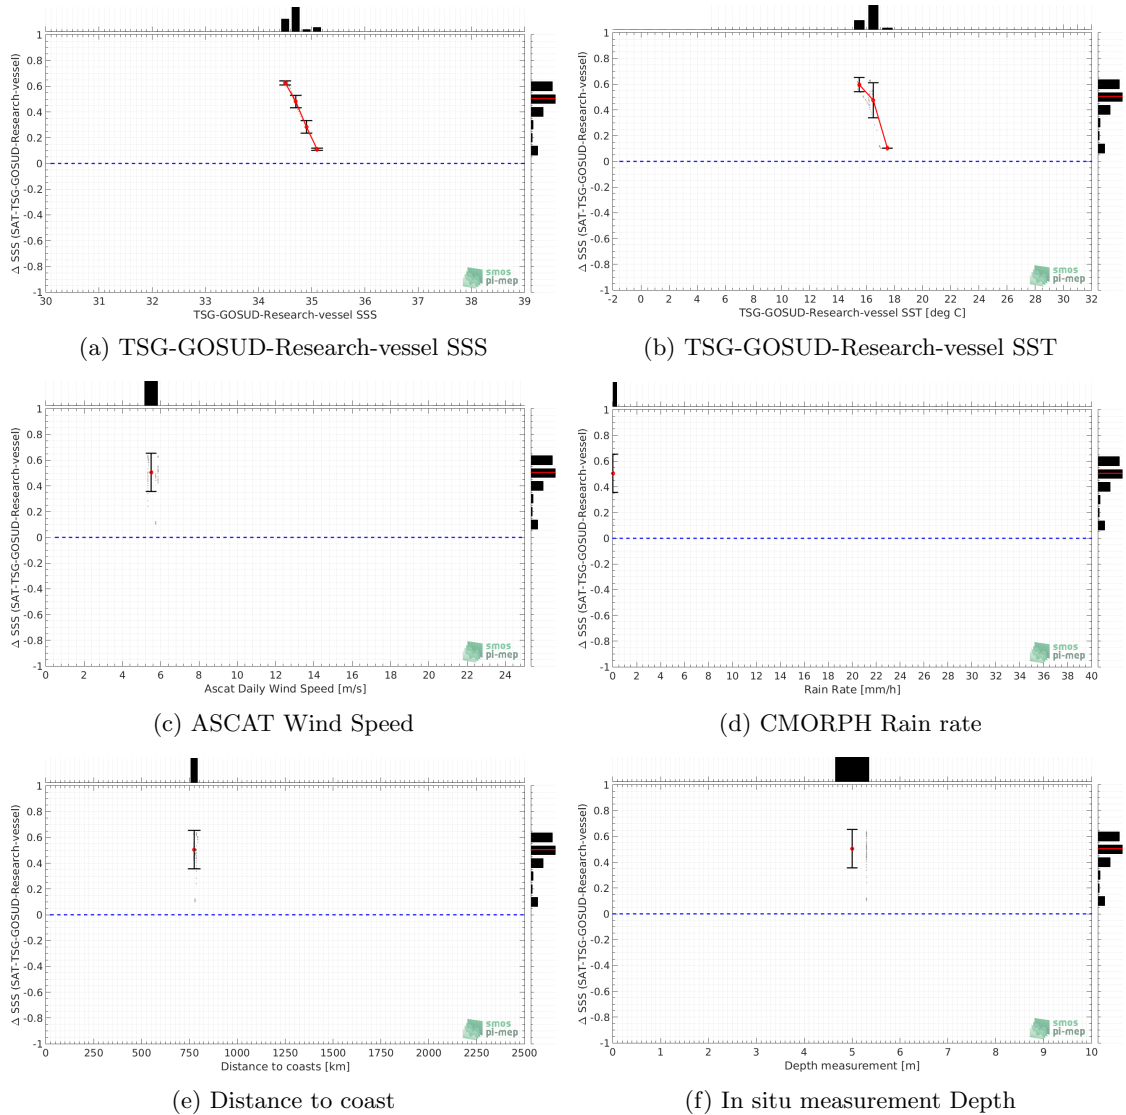 Δ SSS (SAT-TSG-GOSUD-Research-vessel)
1
0.8
0.6
0.4
0.2
0
-0.2
-0.4
-0.6
-0.8
-1
smos
pi-mep
30 31 32 33 34 35 36 37 38 39
TSG-GOSUD-Research-vessel SSS
(a) TSG-GOSUD-Research-vessel SSS
Δ SSS (SAT-TSG-GOSUD-Research-vessel)
1
0.8
0.6
0.4
0.2
0
-0.2
-0.4
-0.6
-0.8
-1
smos
pi-mep
-2 0 2 4 6 8 10 12 14 16 18 20 22 24 26 28 30 32
TSG-GOSUD-Research-vessel SST [deg C]
(b) TSG-GOSUD-Research-vessel SST
Δ SSS (SAT-TSG-GOSUD-Research-vessel)
1
0.8
0.6
0.4
0.2
0
-0.2
-0.4
-0.6
-0.8
-1
smos
pi-mep
0 2 4 6 8 10 12 14 16 18 20 22 24
Ascat Daily Wind Speed [m/s]
(c) ASCAT Wind Speed
Δ SSS (SAT-TSG-GOSUD-Research-vessel)
1
0.8
0.6
0.4
0.2
0
-0.2
-0.4
-0.6
-0.8
-1
smos
pi-mep
0 2 4 6 8 10 12 14 16 18 20 22 24 26 28 30 32 34 36 38 40
Rain Rate [mm/h]
(d) CMORPH Rain rate
Δ SSS (SAT-TSG-GOSUD-Research-vessel)
1
0.8
0.6
0.4
0.2
0
-0.2
-0.4
-0.6
-0.8
-1
smos
pi-mep
0 250 500 750 1000 1250 1500 1750 2000 2250 2500
Distance to coasts [km]
(e) Distance to coast
Δ SSS (SAT-TSG-GOSUD-Research-vessel)
1
0.8
0.6
0.4
0.2
0
-0.2
-0.4
-0.6
-0.8
-1
smos
pi-mep
0 1 2 3 4 5 6 7 8 9 10
Depth measurement [m]
(f) In situ measurement Depth